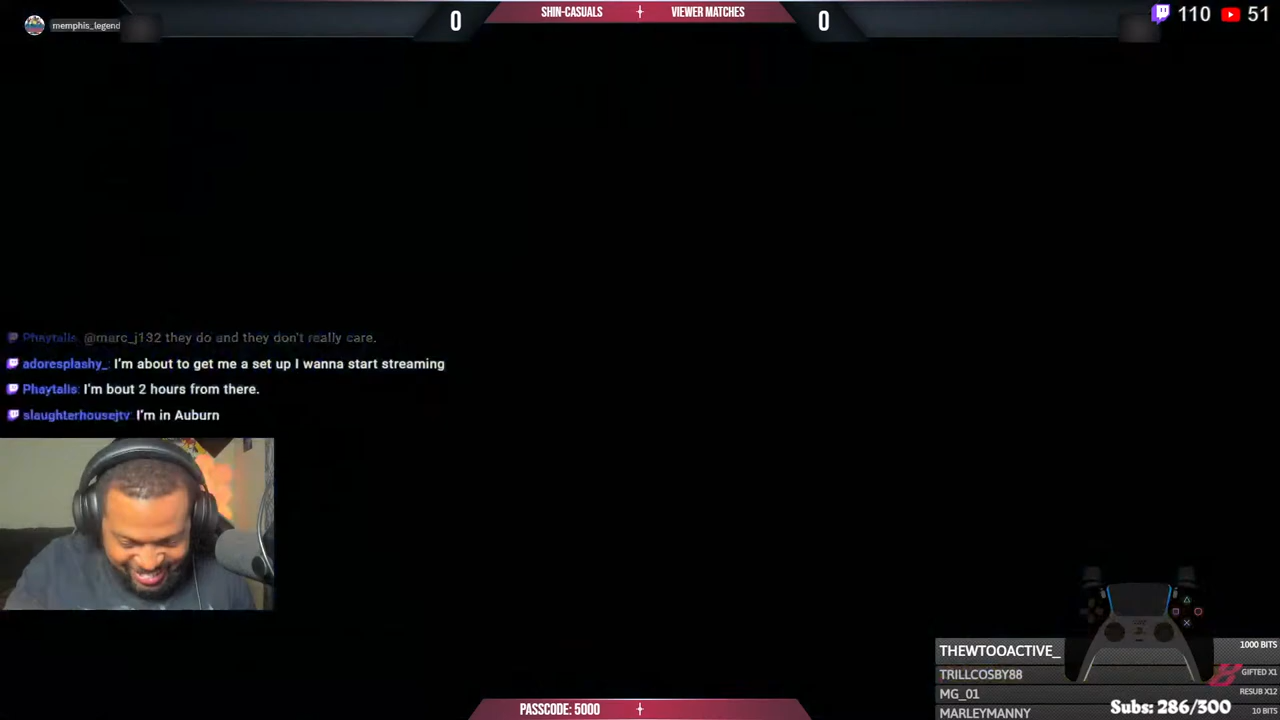 memphis_legend
0
SHIN-CASUALS
VIEWER MATCHES
0
110
51
Phaytalis: @marc_j132 they do and they don't really care.
adoresplashy_: I'm about to get me a set up I wanna start streaming
Phaytalis: I'm bout 2 hours from there.
slaughterhousejtv: I'm in Auburn
THEWTOOACTIVE_ 1000 BITS
TRILLCOSBY88 GIFTED X1
MG_01 RESUB X12
MARLEYMANNY 10 BITS
Subs: 286/300
PASSCODE: 5000